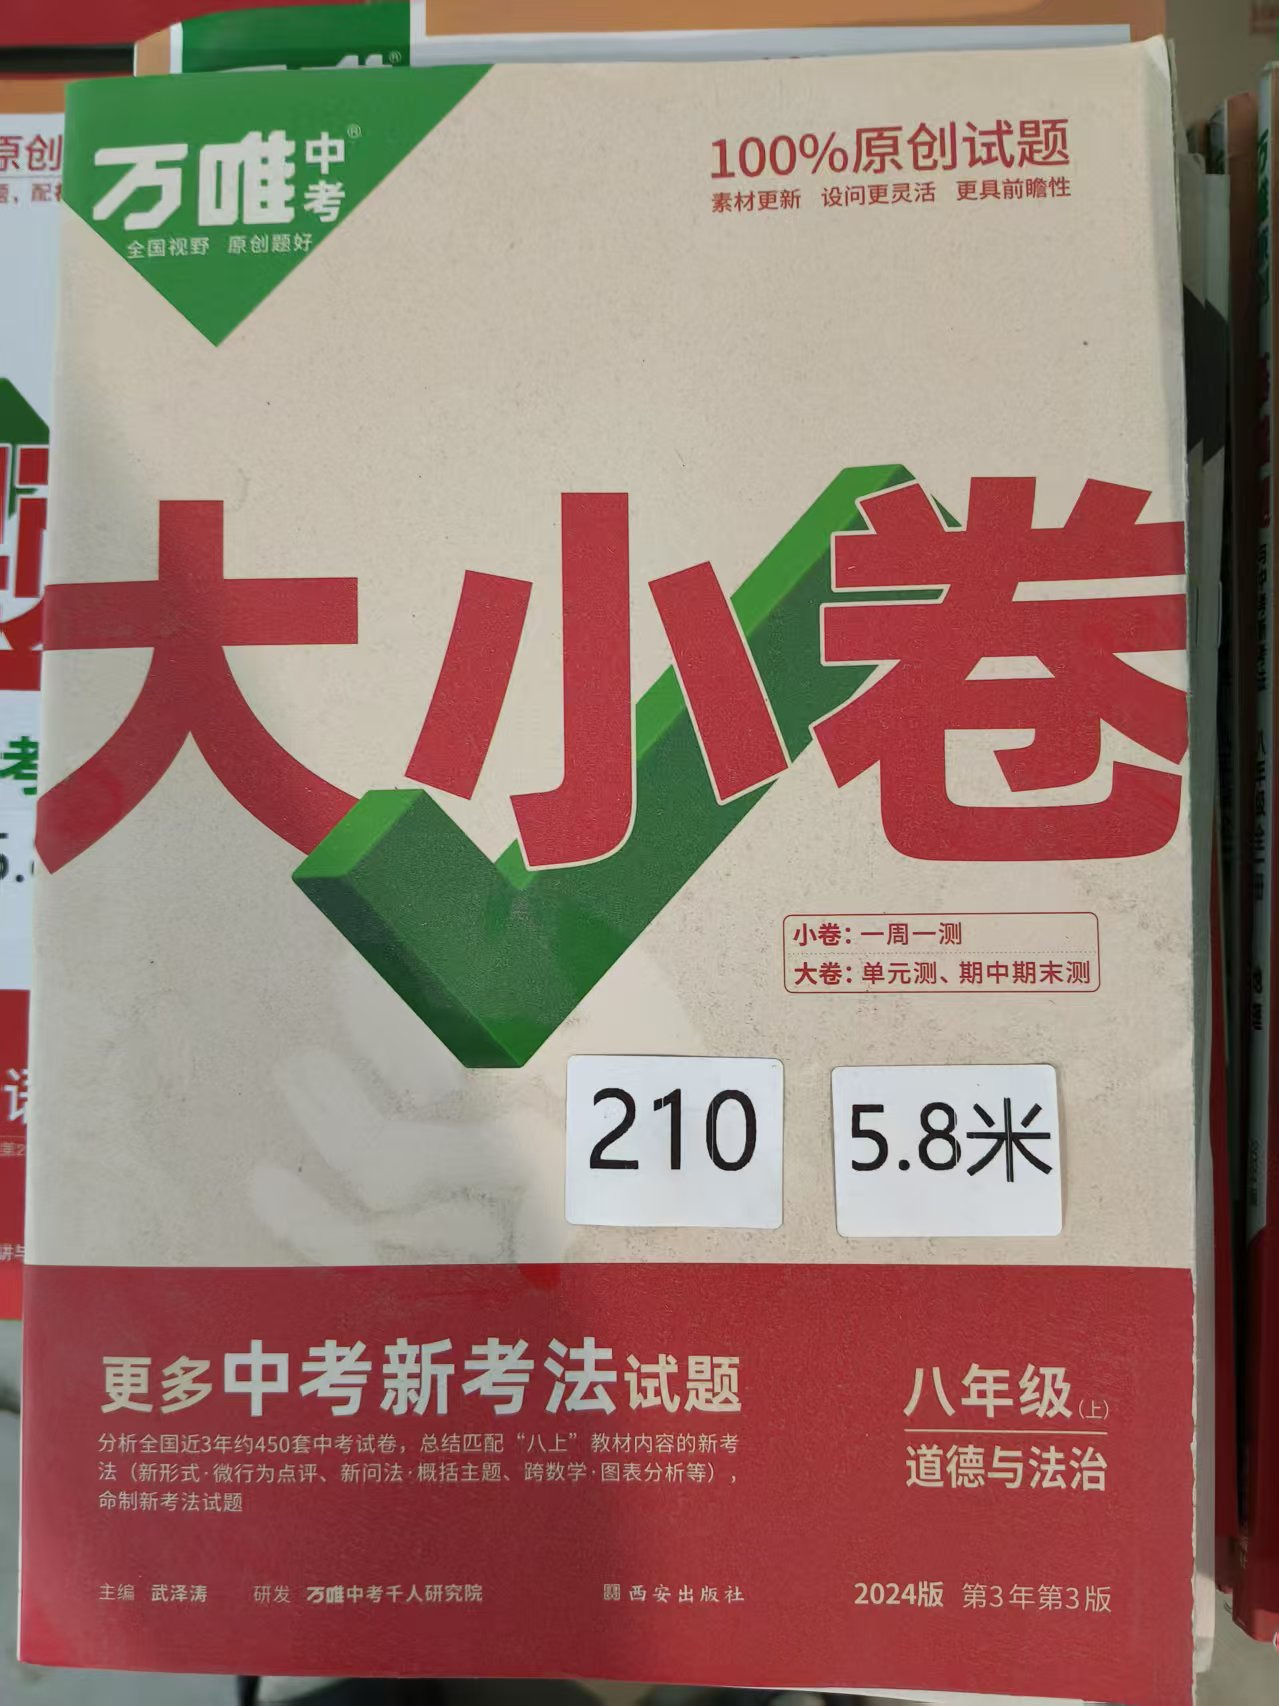 万唯中考®
全国视野 原创题好
100%原创试题
素材更新 设问更灵活 更具前瞻性
大小卷
小卷：一周一测
大卷：单元测、期中期末测
210
5.8米
更多中考新考法试题
分析全国近3年约450套中考试卷，总结匹配“八上”教材内容的新考
法（新形式·微行为点评、新问法·概括主题、跨数学·图表分析等），
命制新考法试题
八年级（上）
道德与法治
主编 武泽涛 研发 万唯中考千人研究院 西安出版社 2024版 第3年第3版
原创
考